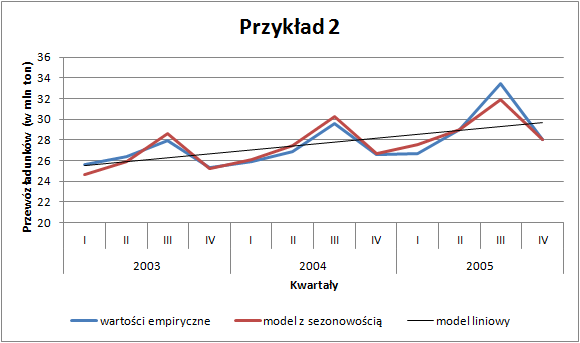 Przykład 2
Przewóz ładunków (w mln ton)
36
34
32
30
28
26
24
22
20
I II III IV I II III IV I II III IV
2003 2004 2005
Kwartały
wartości empiryczne model z sezonowością model liniowy